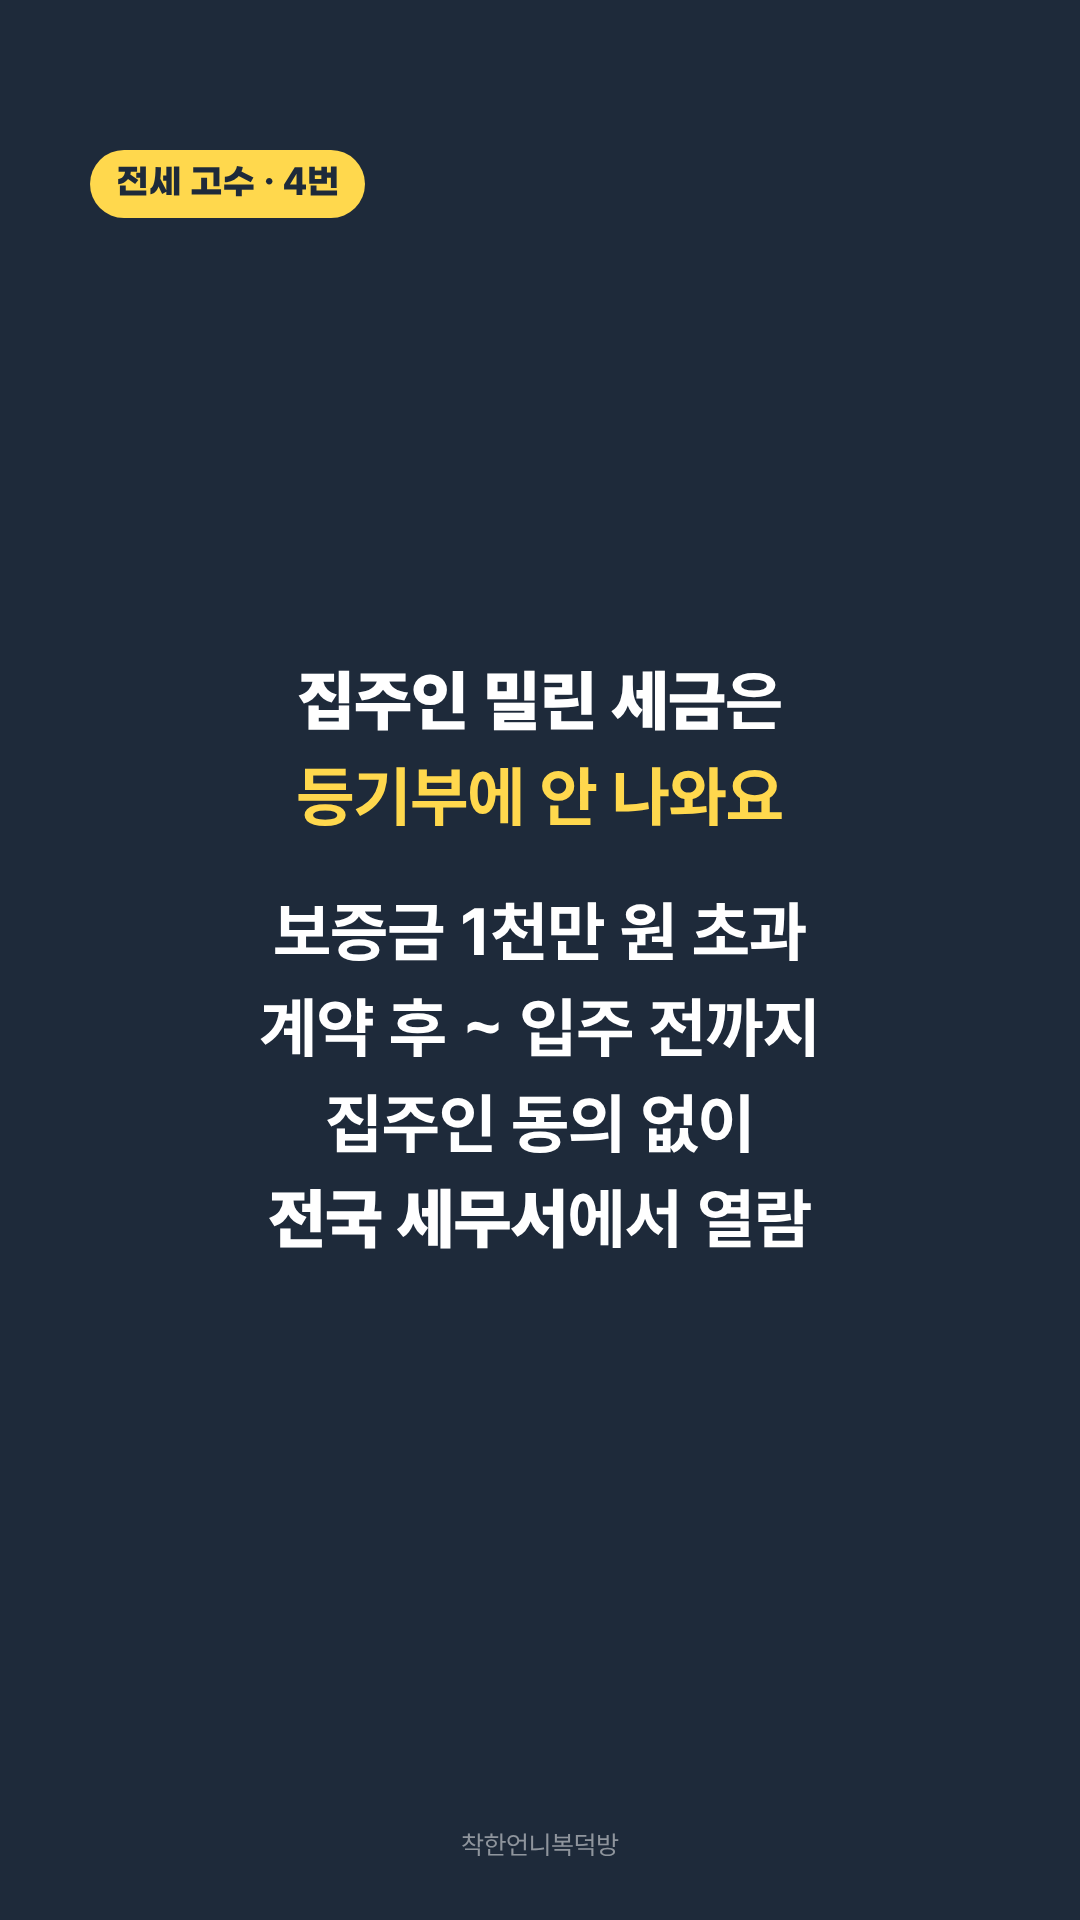 전세 고수 · 4번
집주인 밀린 세금은
등기부에 안 나와요
보증금 1천만 원 초과
계약 후 ~ 입주 전까지
집주인 동의 없이
전국 세무서에서 열람
착한언니복덕방